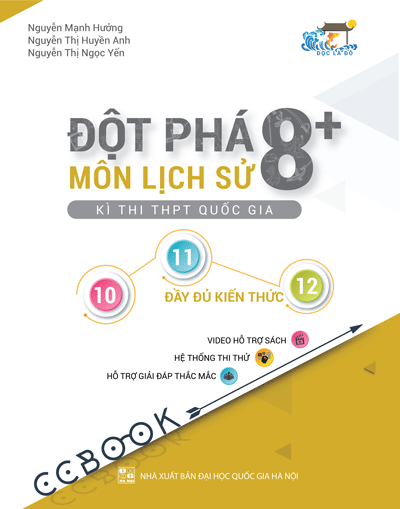 Nguyễn Mạnh Hưởng
Nguyễn Thị Huyền Anh
Nguyễn Thị Ngọc Yến
ĐỌC LÀ ĐỖ
ĐỘT PHÁ 8+
MÔN LỊCH SỬ
KÌ THI THPT QUỐC GIA
10
11
12
ĐẦY ĐỦ KIẾN THỨC
VIDEO HỖ TRỢ SÁCH
HỆ THỐNG THI THỬ
HỖ TRỢ GIẢI ĐÁP THẮC MẮC
CCBOOK
NHÀ XUẤT BẢN ĐẠI HỌC QUỐC GIA HÀ NỘI